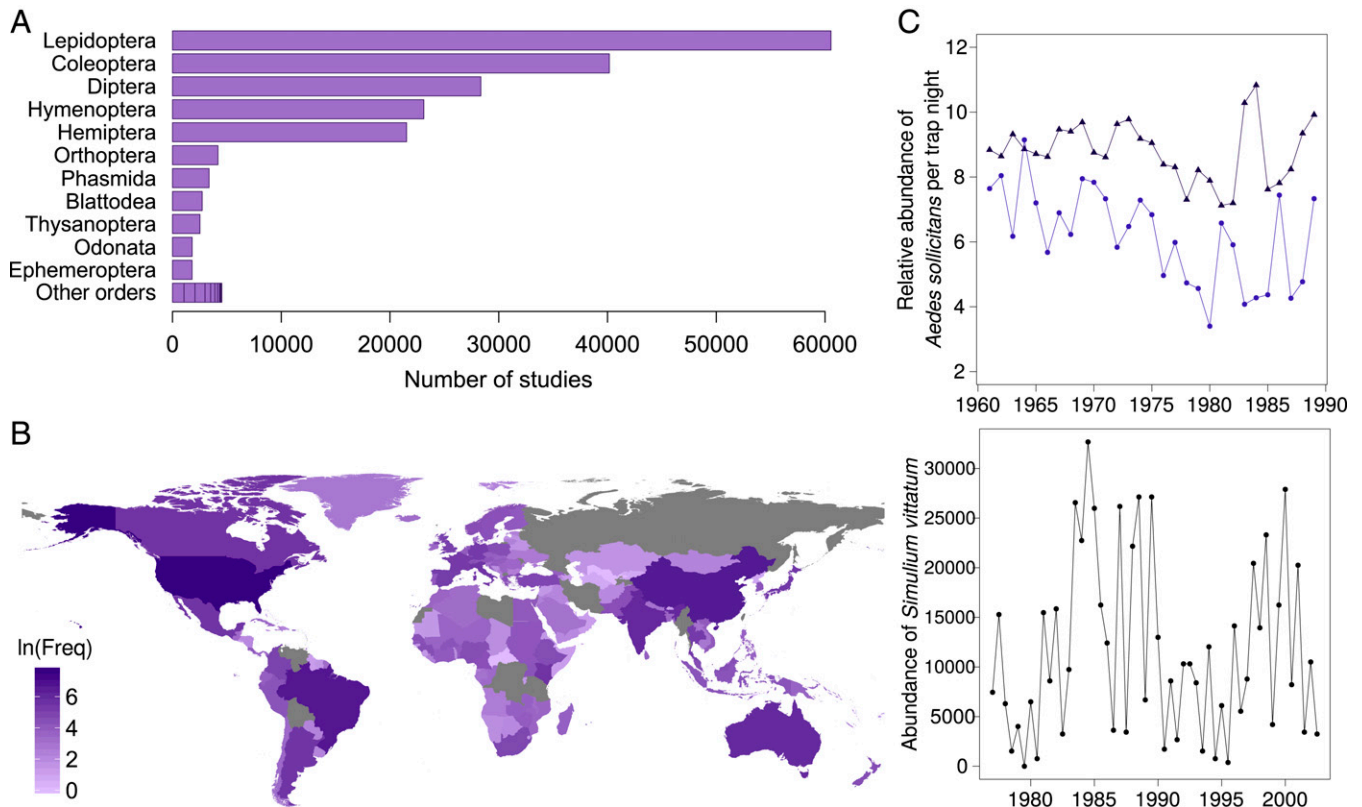 A
Lepidoptera
Coleoptera
Diptera
Hymenoptera
Hemiptera
Orthoptera
Phasmida
Blattodea
Thysanoptera
Odonata
Ephemeroptera
Other orders
0 10000 20000 30000 40000 50000 60000
Number of studies
B
ln(Freq)
6
4
2
0
C
Relative abundance of
Aedes sollicitans per trap night
12
10
8
6
4
2
1960 1965 1970 1975 1980 1985 1990
Abundance of Simulium vittatum
30000
25000
20000
15000
10000
5000
0
1980 1985 1990 1995 2000